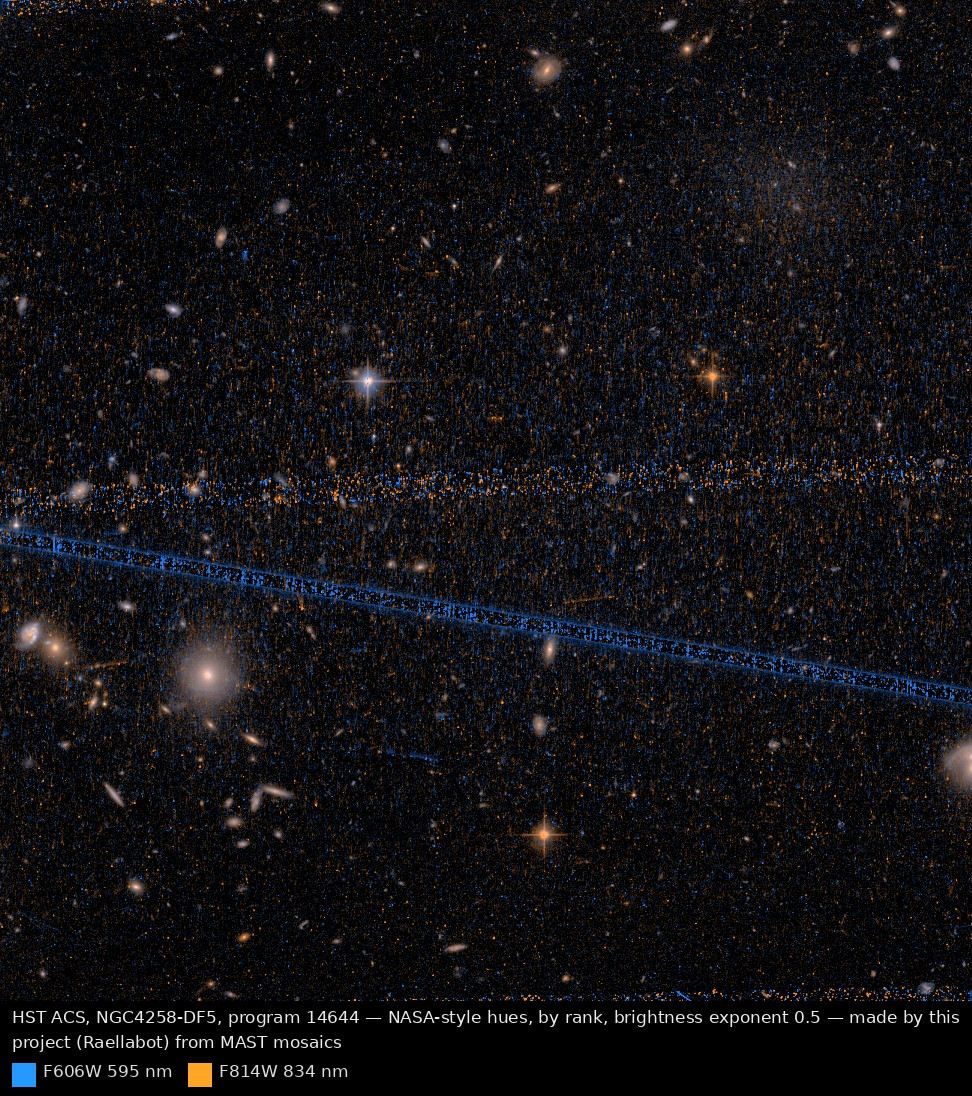 HST ACS, NGC4258-DF5, program 14644 — NASA-style hues, by rank, brightness exponent 0.5 — made by this
project (Raellabot) from MAST mosaics
F606W 595 nm F814W 834 nm